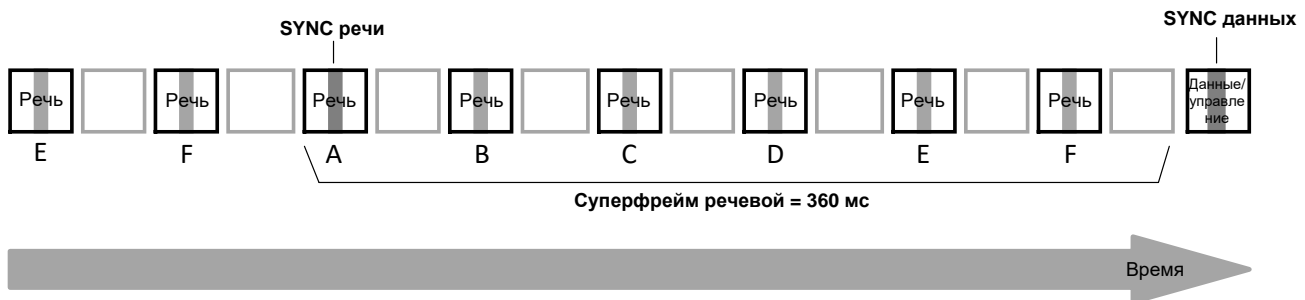 SYNC речи
SYNC данных
Речь
Речь
Речь
Речь
Речь
Речь
Речь
Речь
Данные/
управле
ние
E
F
A
B
C
D
E
F
Суперфрейм речевой = 360 мс
Время